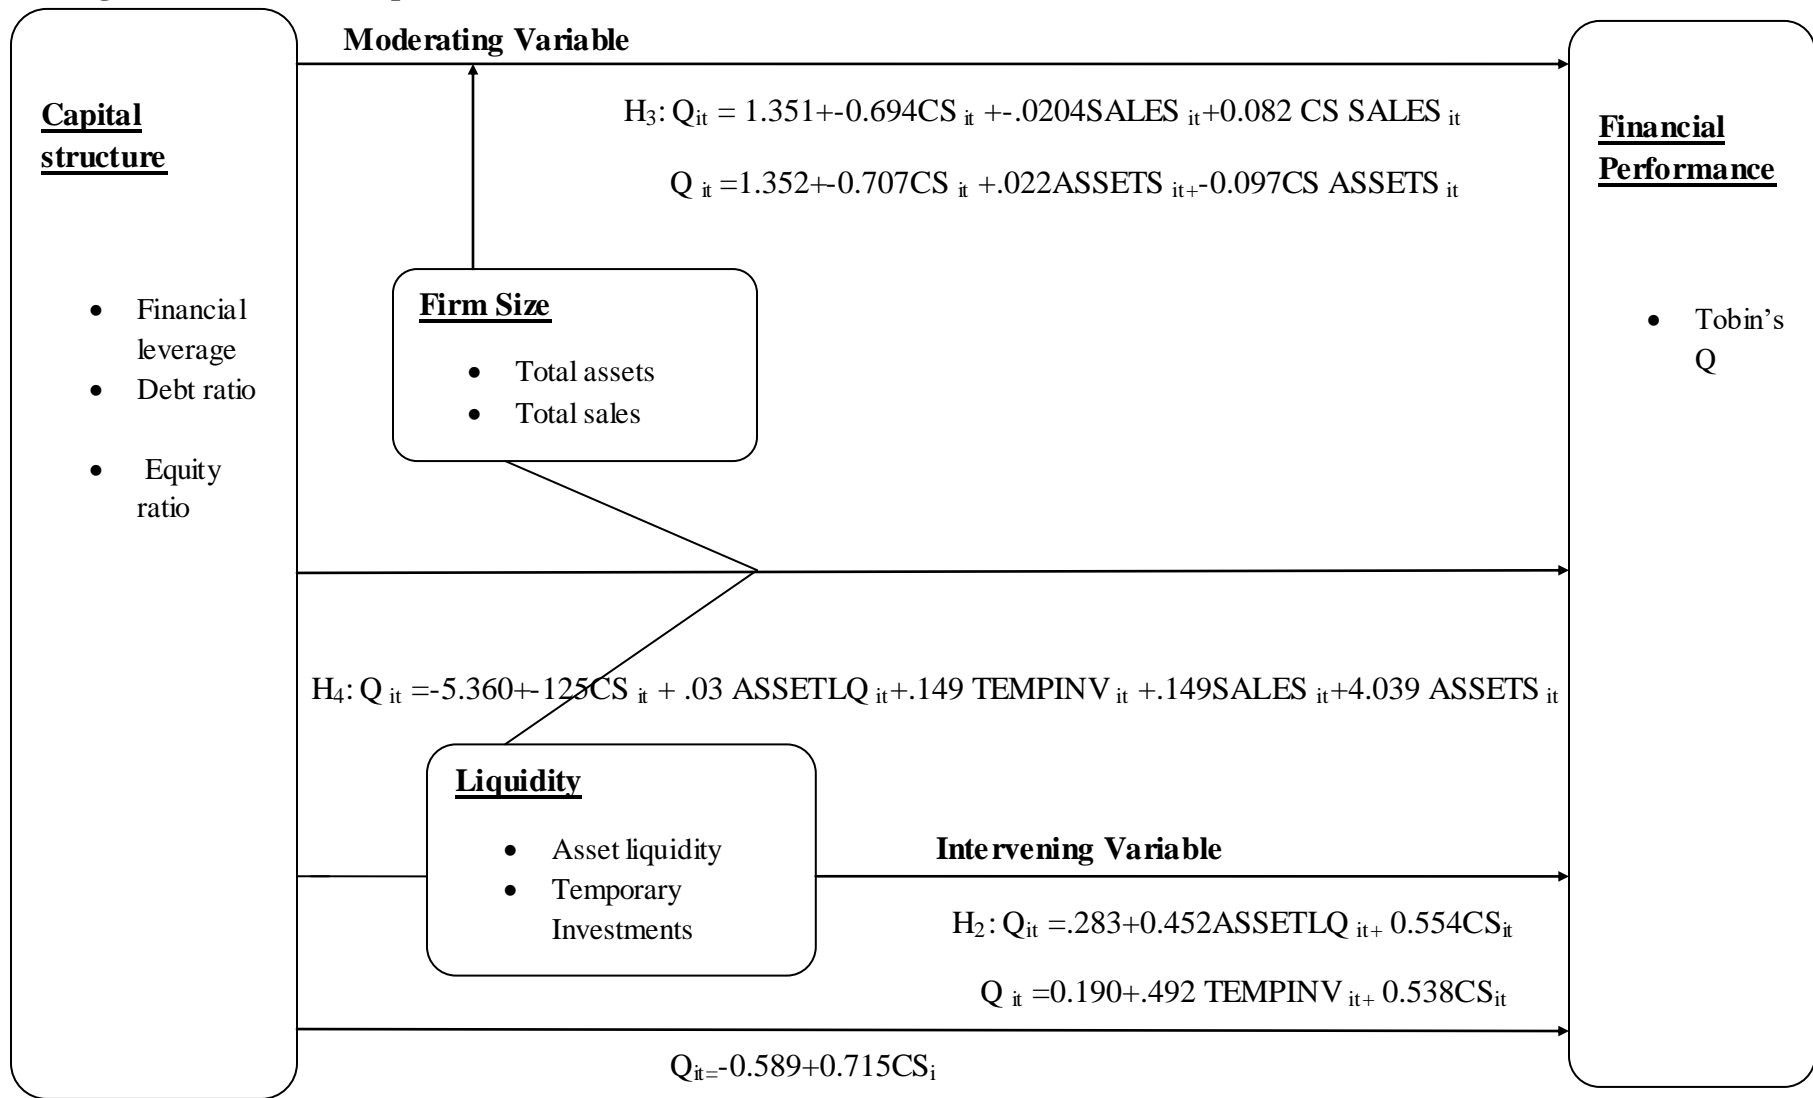 Moderating Variable
Capital
structure
• Financial
leverage
• Debt ratio
• Equity
ratio
H₃: Qᵢₜ = 1.351+-0.694CS ᵢₜ +-.0204SALES ᵢₜ+0.082 CS SALES ᵢₜ
Q ᵢₜ =1.352+-0.707CS ᵢₜ +.022ASSETS ᵢₜ₊-0.097CS ASSETS ᵢₜ
Financial
Performance
• Tobin’s
Q
Firm Size
• Total assets
• Total sales
H₄: Q ᵢₜ =-5.360+-125CS ᵢₜ + .03 ASSETLQ ᵢₜ+.149 TEMPINV ᵢₜ +.149SALES ᵢₜ+4.039 ASSETS ᵢₜ
Liquidity
• Asset liquidity
• Temporary
Investments
Intervening Variable
H₂: Qᵢₜ =.283+0.452ASSETLQ ᵢₜ₊ 0.554CSᵢₜ
Q ᵢₜ =0.190+.492 TEMPINV ᵢₜ₊ 0.538CSᵢₜ
Qᵢₜ₌-0.589+0.715CSᵢ